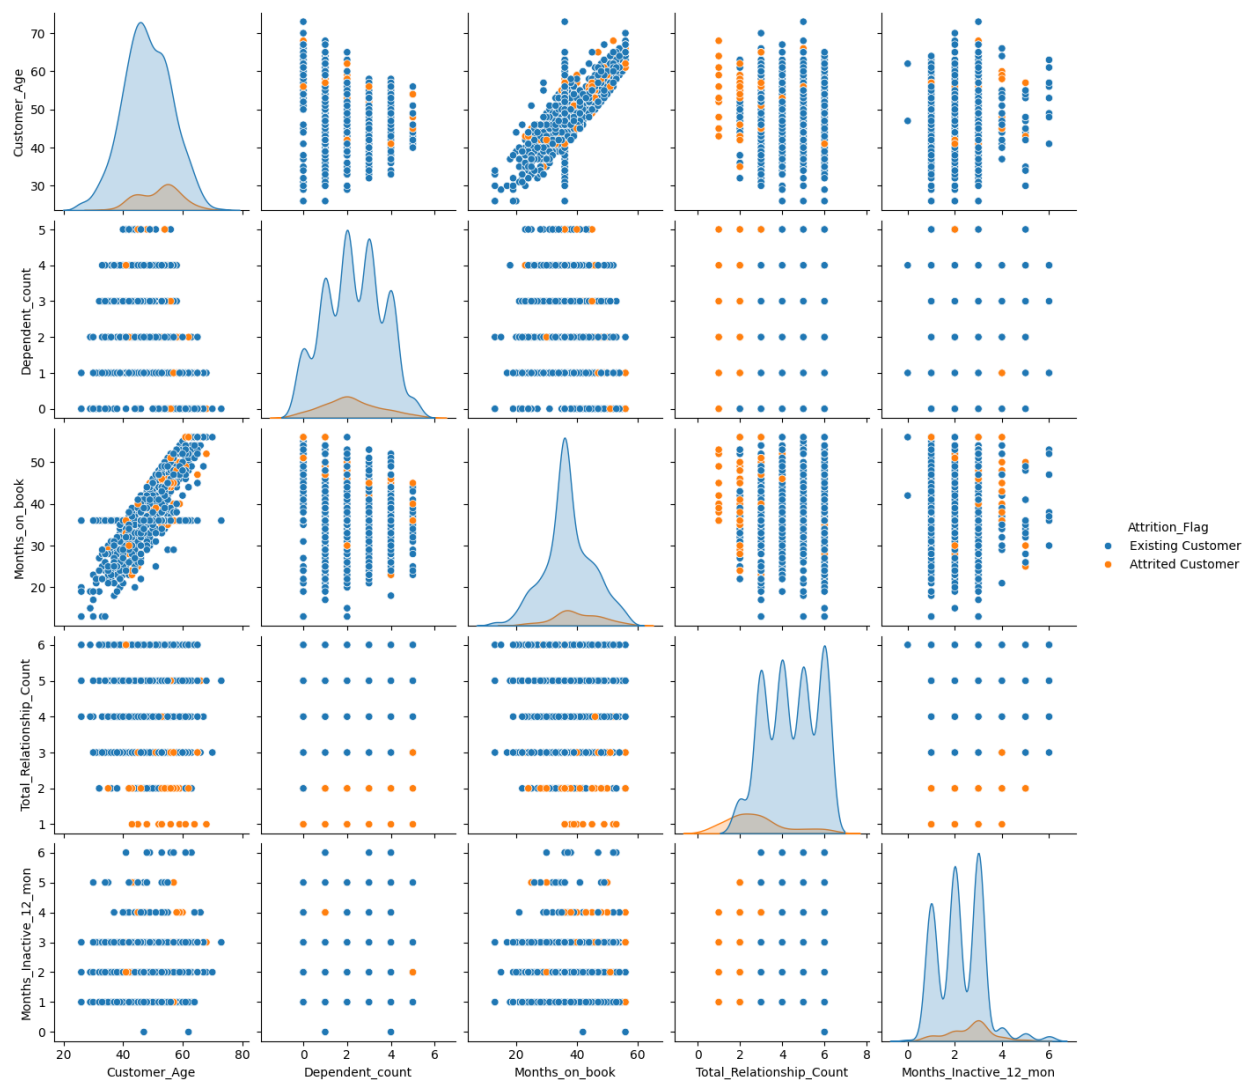 70
60
50
40
30
Customer_Age
5
4
3
2
1
0
Dependent_count
50
40
30
20
Months_on_book
Attrition_Flag
Existing Customer
Attrited Customer
6
5
4
3
2
1
Total_Relationship_Count
6
5
4
3
2
1
0
Months_Inactive_12_mon
20 40 60 80 0 2 4 6 20 40 60 0 2 4 6 8 0 2 4 6
Customer_Age Dependent_count Months_on_book Total_Relationship_Count Months_Inactive_12_mon